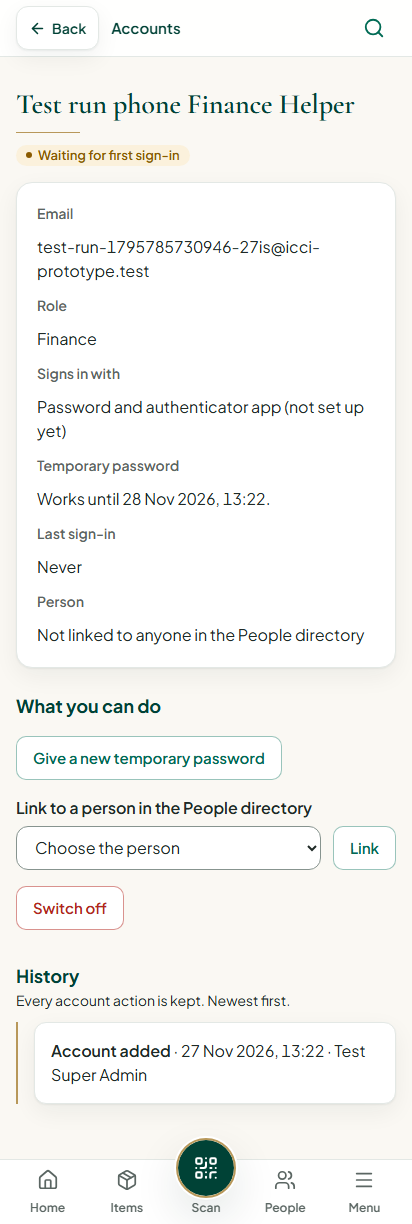 Back
Accounts
Test run phone Finance Helper
Waiting for first sign-in
Email
test-run-1795785730946-27is@icci-
prototype.test
Role
Finance
Signs in with
Password and authenticator app (not set up
yet)
Temporary password
Works until 28 Nov 2026, 13:22.
Last sign-in
Never
Person
Not linked to anyone in the People directory
What you can do
Give a new temporary password
Link to a person in the People directory
Choose the person
Link
Switch off
History
Every account action is kept. Newest first.
Account added · 27 Nov 2026, 13:22 · Test
Super Admin
Home
Items
Scan
People
Menu